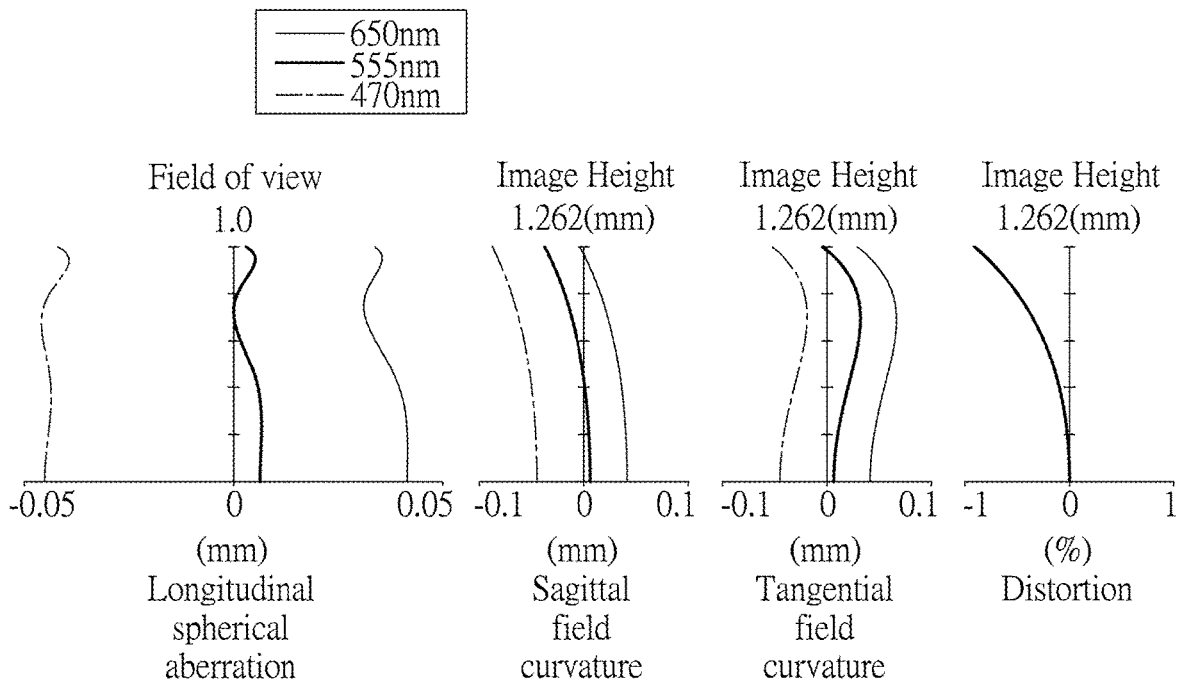 650nm
555nm
470nm
Field of view
1.0
-0.05
0
0.05
(mm)
Longitudinal
spherical
aberration
Image Height
1.262(mm)
-0.1
0
0.1
(mm)
Sagittal
field
curvature
Image Height
1.262(mm)
-0.1
0
0.1
(mm)
Tangential
field
curvature
Image Height
1.262(mm)
-1
0
1
(%)
Distortion